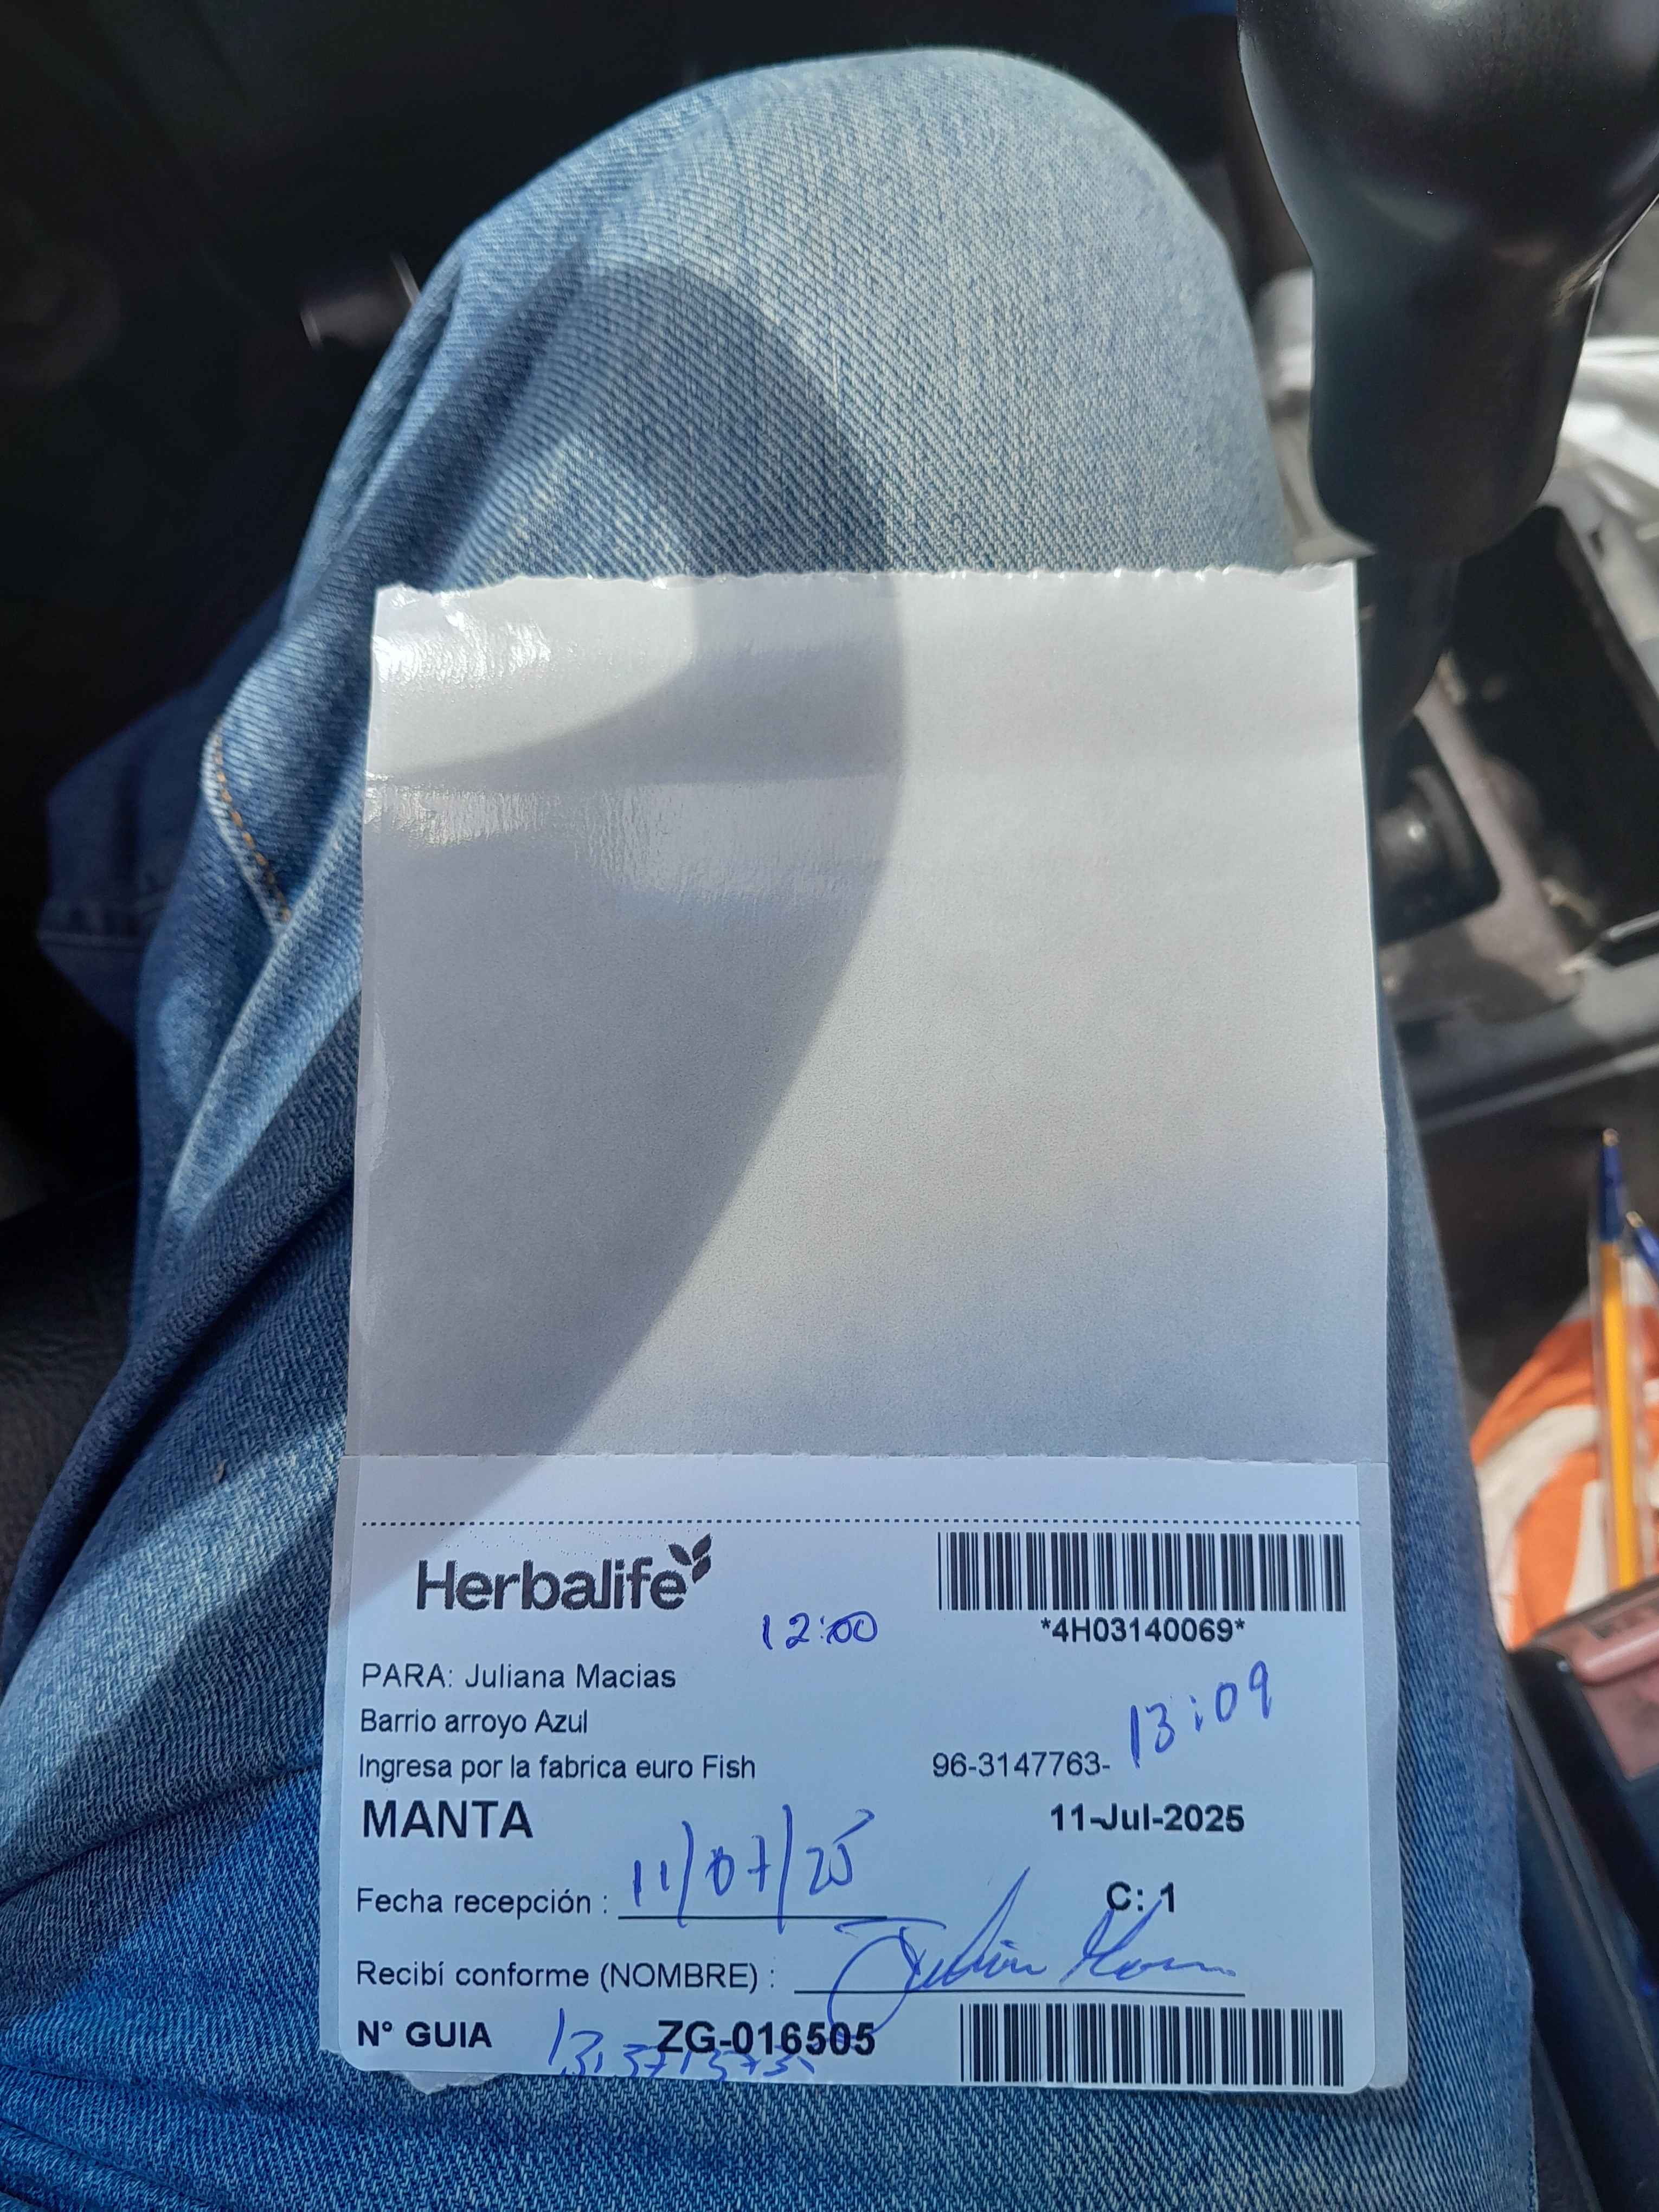 Herbalife
12:00
*4H03140069*
PARA: Juliana Macias
13:09
Barrio arroyo Azul
Ingresa por la fabrica euro Fish 96-3147763-
MANTA 11-Jul-2025
Fecha recepción : 11/07/25 C: 1
Recibí conforme (NOMBRE) :
N° GUIA ZG-016505